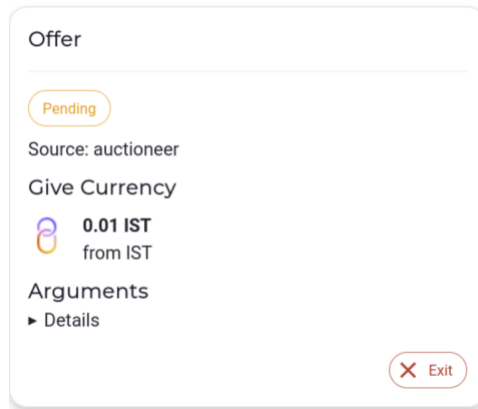 Offer
Pending
Source: auctioneer
Give Currency
0.01 IST
from IST
Arguments
▸ Details
Exit